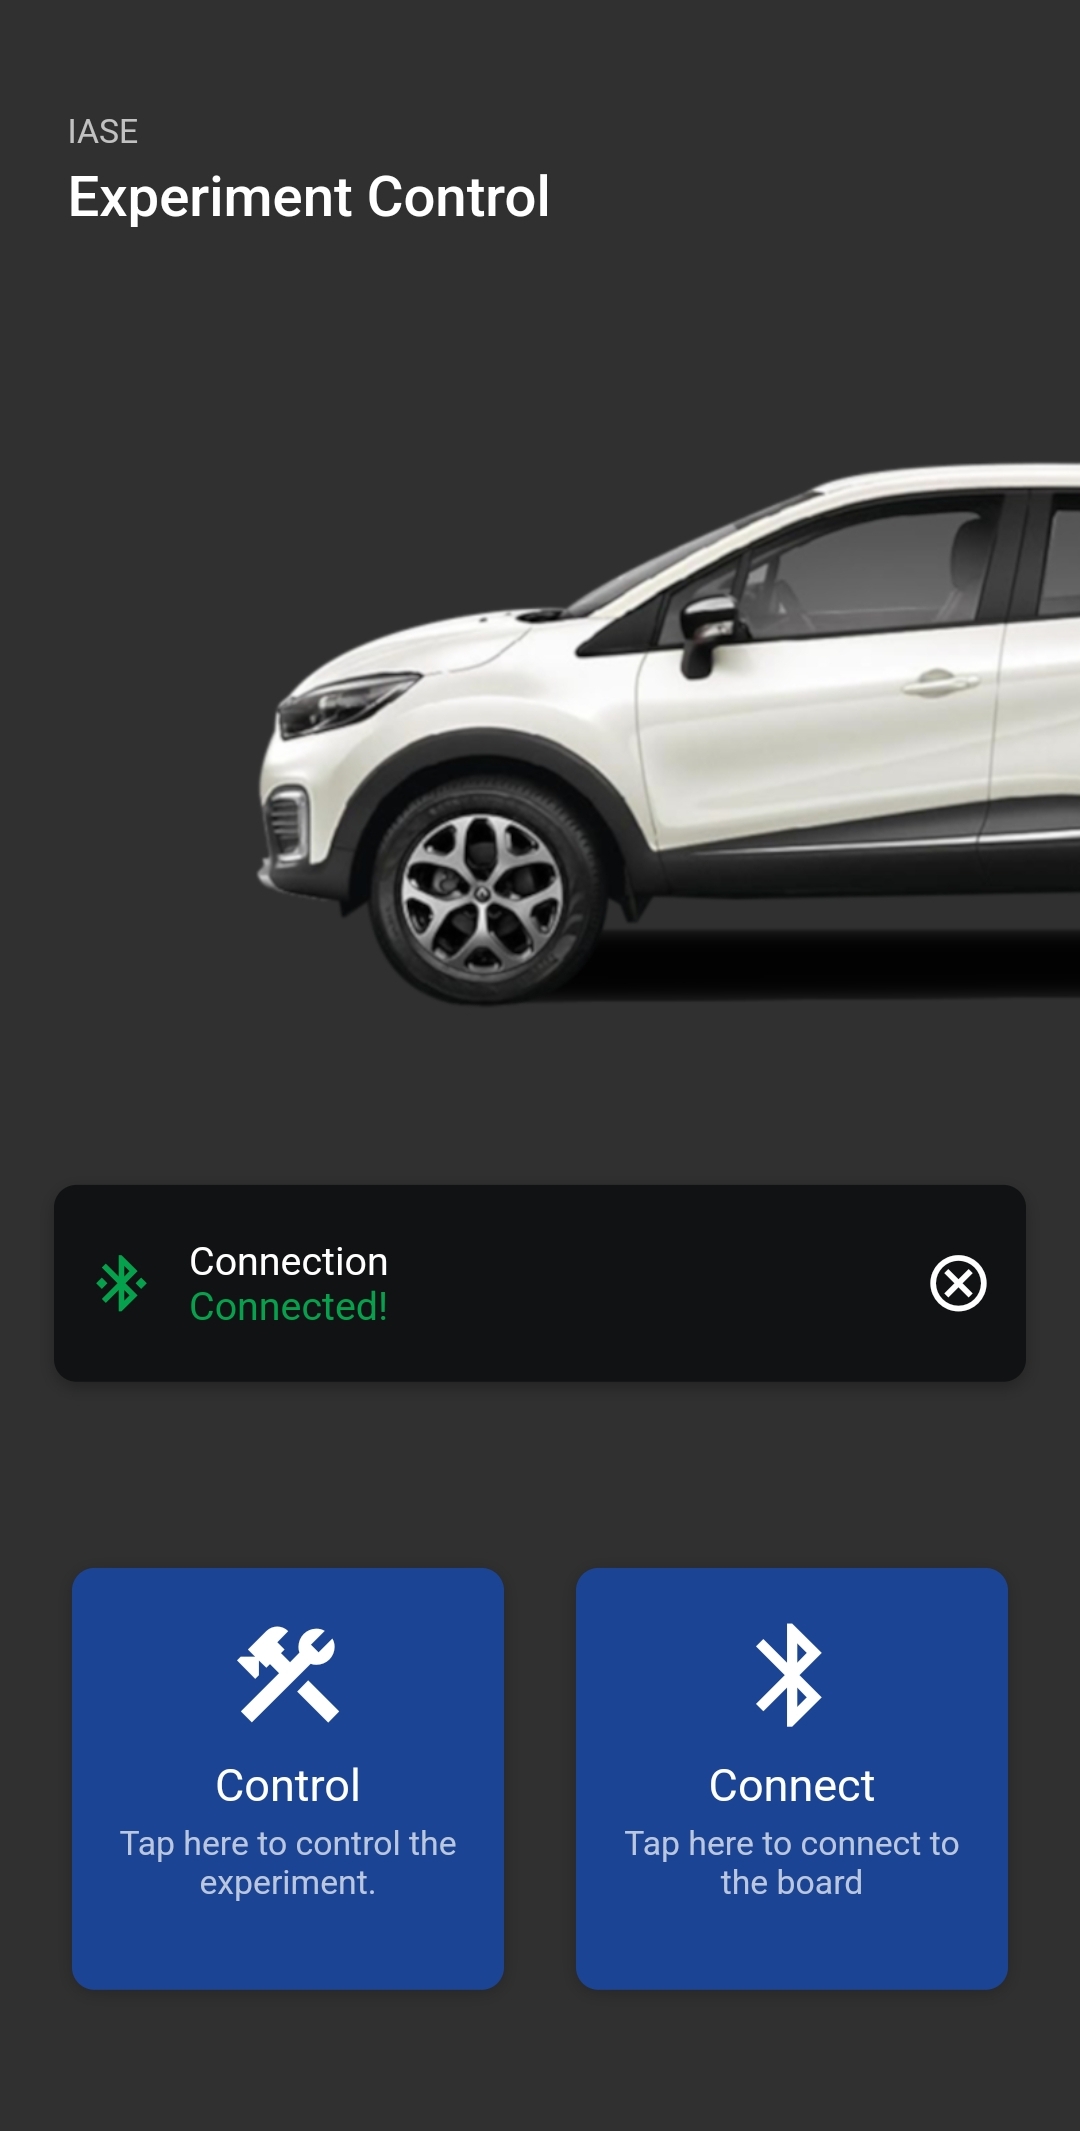 IASE
Experiment Control
Connection
Connected!
Control
Tap here to control the
experiment.
Connect
Tap here to connect to
the board